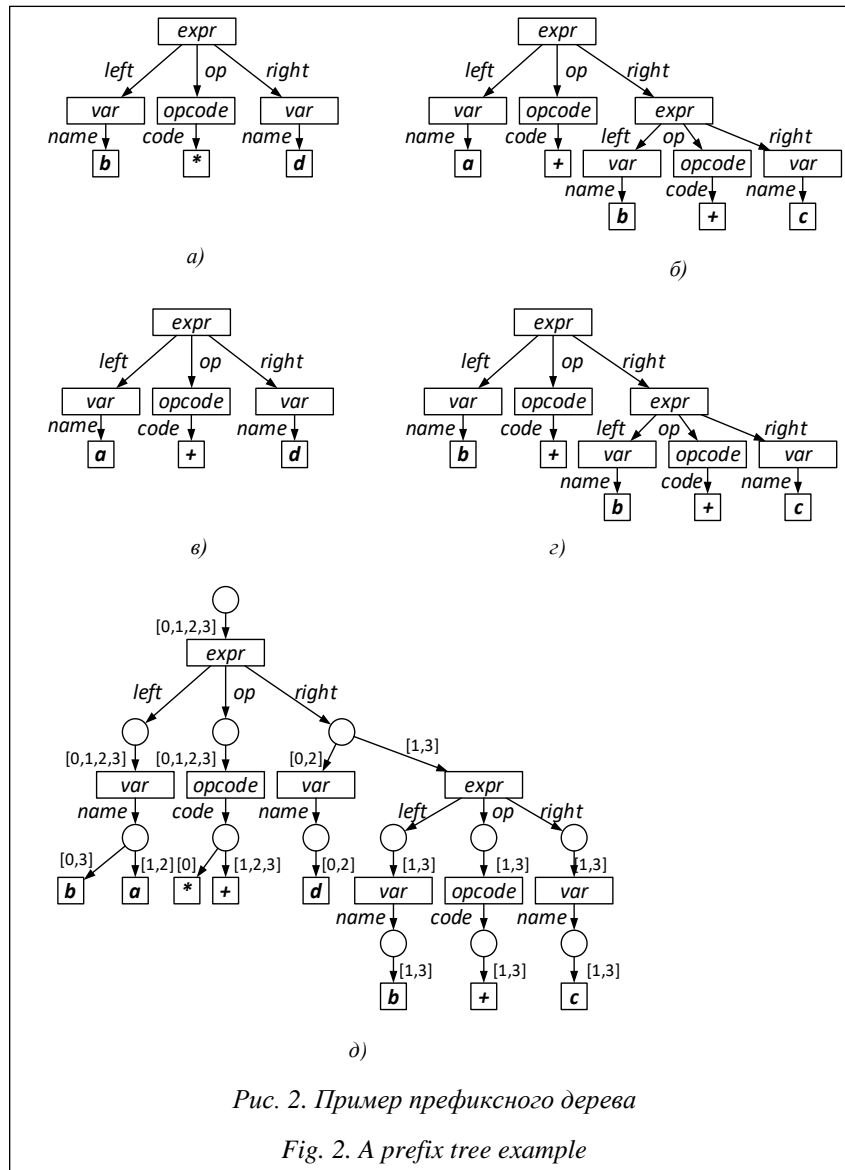 expr expr
left op right left op right
var opcode var var opcode expr
name code name name code left op right
b * d a + var opcode var
name code name
b + c
а) б)
expr expr
left op right left op right
var opcode var var opcode expr
name code name name code left op right
a + d b + var opcode var
name code name
b + c
в) г)
[0,1,2,3]
expr
left op right
[1,3]
[0,1,2,3] [0,1,2,3] [0,2]
var opcode var expr
name code name left op right
[0,3] [1,2] [0] [1,2,3] [0,2] [1,3] [1,3] [1,3]
b a * + d var opcode var
name code name
[1,3] [1,3] [1,3]
b + c
д)
Рис. 2. Пример префиксного дерева
Fig. 2. A prefix tree example